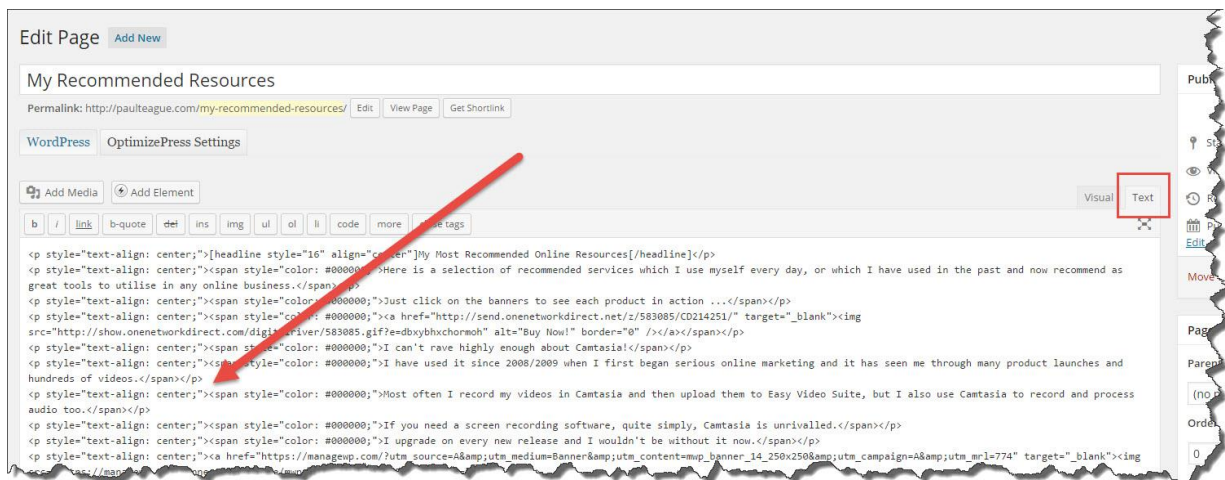 Edit Page Add New
My Recommended Resources
Permalink: http://paulteague.com/my-recommended-resources/ Edit View Page Get Shortlink
WordPress OptimizePress Settings
Add Media Add Element
Visual Text
b i link b-quote del ins img ul ol li code more tags
<p style="text-align: center;">[headline style="16" align="center"]My Most Recommended Online Resources[/headline]</p>
<p style="text-align: center;"><span style="color: #000000;">Here is a selection of recommended services which I use myself every day, or which I have used in the past and now recommend as
great tools to utilise in any online business.</span></p>
<p style="text-align: center;"><span style="color: #000000;">Just click on the banners to see each product in action ...</span></p>
<p style="text-align: center;"><span style="color: #000000;"><a href="http://send.onenetworkdirect.net/z/583085/CD214251/" target="_blank"><img
src="http://show.onenetworkdirect.com/digitalriver/583085.gif?e=dbxybhxchormoh" alt="Buy Now!" border="0" /></a></span></p>
<p style="text-align: center;"><span style="color: #000000;">I can't rave highly enough about Camtasia!</span></p>
<p style="text-align: center;"><span style="color: #000000;">I have used it since 2008/2009 when I first began serious online marketing and it has seen me through many product launches and
hundreds of videos.</span></p>
<p style="text-align: center;"><span style="color: #000000;">Most often I record my videos in Camtasia and then upload them to Easy Video Suite, but I also use Camtasia to record and process
audio too.</span></p>
<p style="text-align: center;"><span style="color: #000000;">If you need a screen recording software, quite simply, Camtasia is unrivalled.</span></p>
<p style="text-align: center;"><span style="color: #000000;">I upgrade on every new release and I wouldn't be without it now.</span></p>
<p style="text-align: center;"><a href="https://managewp.com/?utm_source=A&amp;utm_medium=Banner&amp;utm_content=mwp_banner_14_250x250&amp;utm_campaign=A&amp;utm_mrl=774" target="_blank"><img
Edit
Move
0